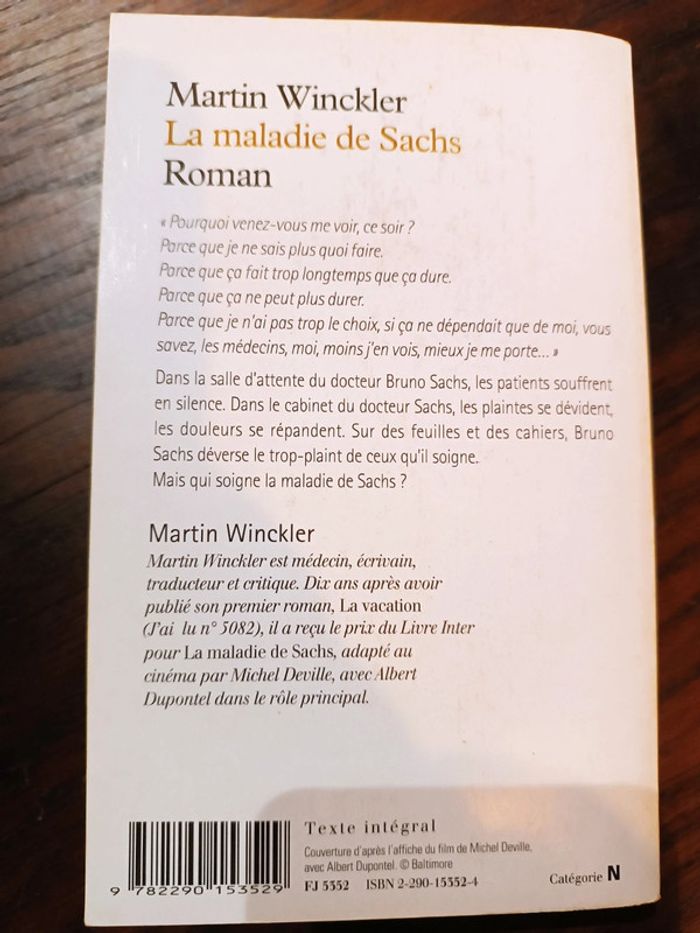 Martin Winckler
La maladie de Sachs
Roman
« Pourquoi venez-vous me voir, ce soir ?
Parce que je ne sais plus quoi faire.
Parce que ça fait trop longtemps que ça dure.
Parce que ça ne peut plus durer.
Parce que je n'ai pas trop le choix, si ça ne dépendait que de moi, vous
savez, les médecins, moi, moins j'en vois, mieux je me porte... »
Dans la salle d'attente du docteur Bruno Sachs, les patients souffrent
en silence. Dans le cabinet du docteur Sachs, les plaintes se dévident,
les douleurs se répandent. Sur des feuilles et des cahiers, Bruno
Sachs déverse le trop-plaint de ceux qu'il soigne.
Mais qui soigne la maladie de Sachs ?
Martin Winckler
Martin Winckler est médecin, écrivain,
traducteur et critique. Dix ans après avoir
publié son premier roman, La vacation
(J'ai lu n° 5082), il a reçu le prix du Livre Inter
pour La maladie de Sachs, adapté au
cinéma par Michel Deville, avec Albert
Dupontel dans le rôle principal.
Texte intégral
Couverture d'après l'affiche du film de Michel Deville,
avec Albert Dupontel. © Baltimore
FJ 5352 ISBN 2-290-15352-4
Catégorie N
9 782290 153529